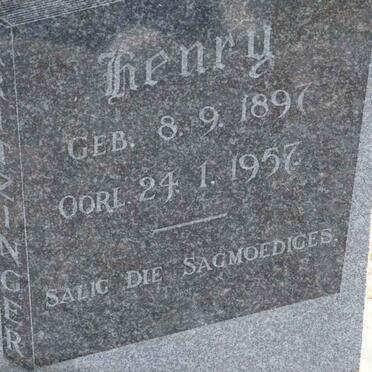 Henry
GEB. 8. 9. 1897
OORL. 24. 1. 1957.
SALIG DIE SAGMOEDIGES.